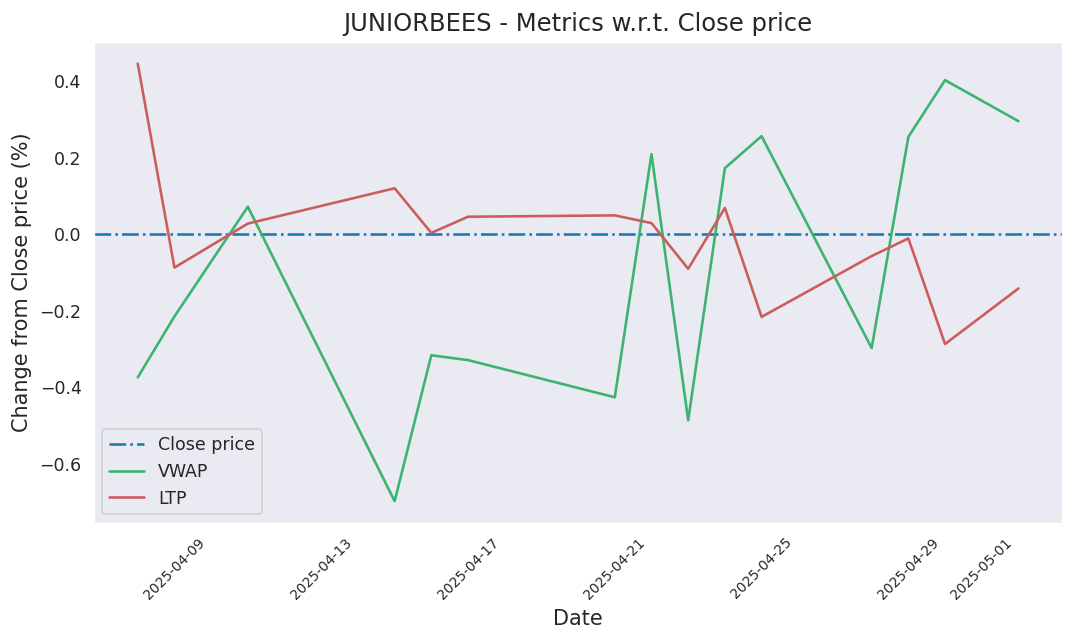 JUNIORBEES - Metrics w.r.t. Close price
Change from Close price (%)
0.4
0.2
0.0
−0.2
−0.4
−0.6
Close price
VWAP
LTP
2025-04-09
2025-04-13
2025-04-17
2025-04-21
2025-04-25
2025-04-29
2025-05-01
Date